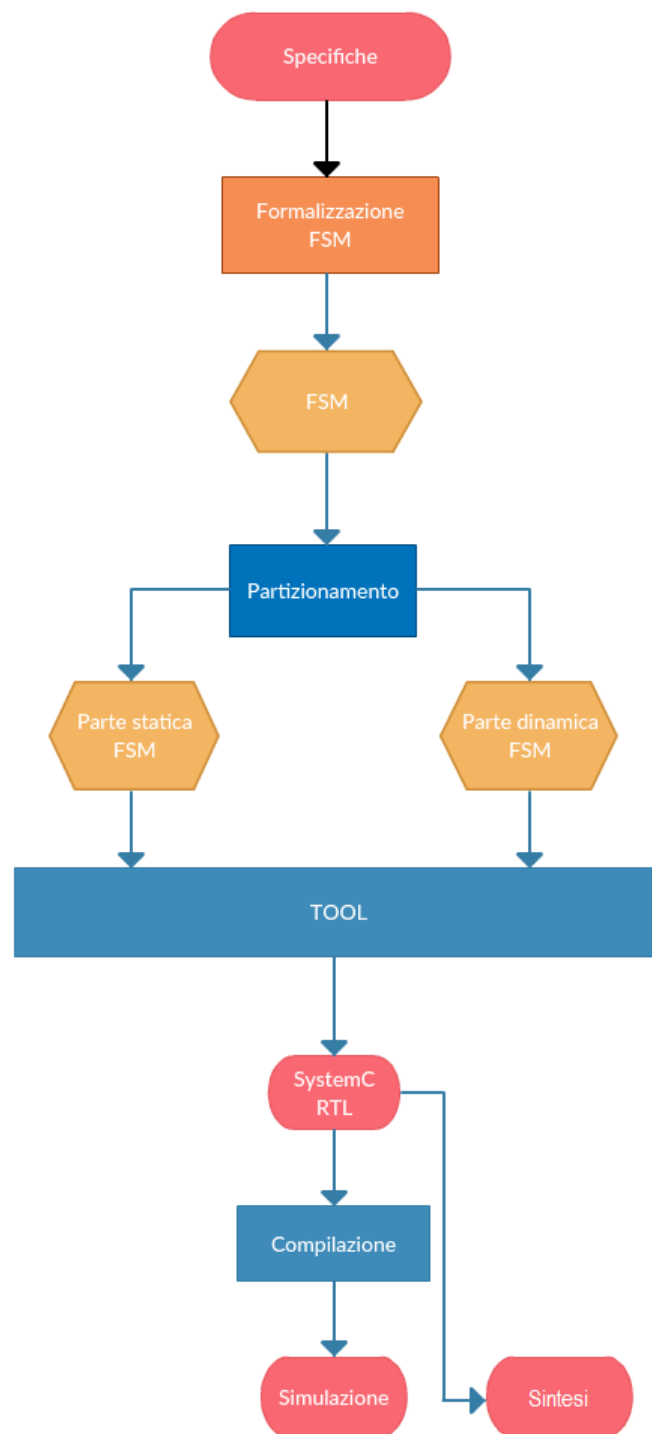 Specifiche
Formalizzazione
FSM
FSM
Partizionamento
Parte statica
FSM
Parte dinamica
FSM
TOOL
SystemC
RTL
Compilazione
Simulazione
Sintesi